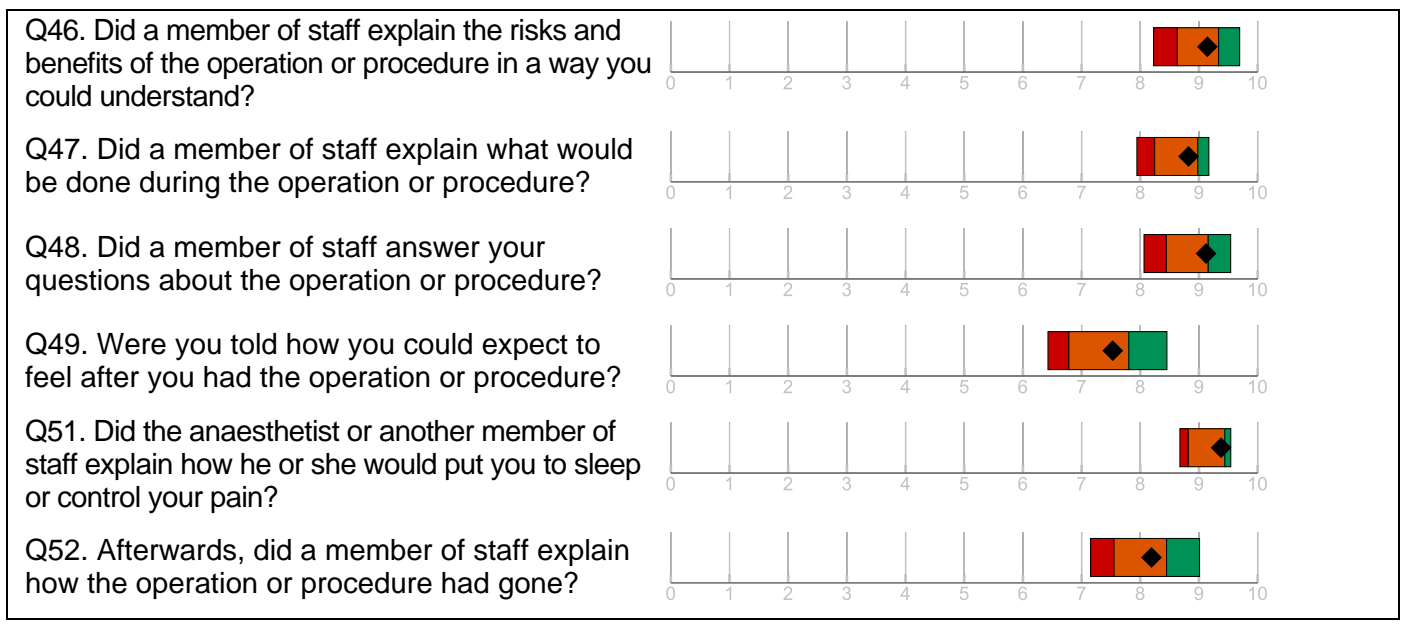 Q46. Did a member of staff explain the risks and
benefits of the operation or procedure in a way you
could understand?
0 1 2 3 4 5 6 7 8 9 10
Q47. Did a member of staff explain what would
be done during the operation or procedure?
0 1 2 3 4 5 6 7 8 9 10
Q48. Did a member of staff answer your
questions about the operation or procedure?
0 1 2 3 4 5 6 7 8 9 10
Q49. Were you told how you could expect to
feel after you had the operation or procedure?
0 1 2 3 4 5 6 7 8 9 10
Q51. Did the anaesthetist or another member of
staff explain how he or she would put you to sleep
or control your pain?
0 1 2 3 4 5 6 7 8 9 10
Q52. Afterwards, did a member of staff explain
how the operation or procedure had gone?
0 1 2 3 4 5 6 7 8 9 10